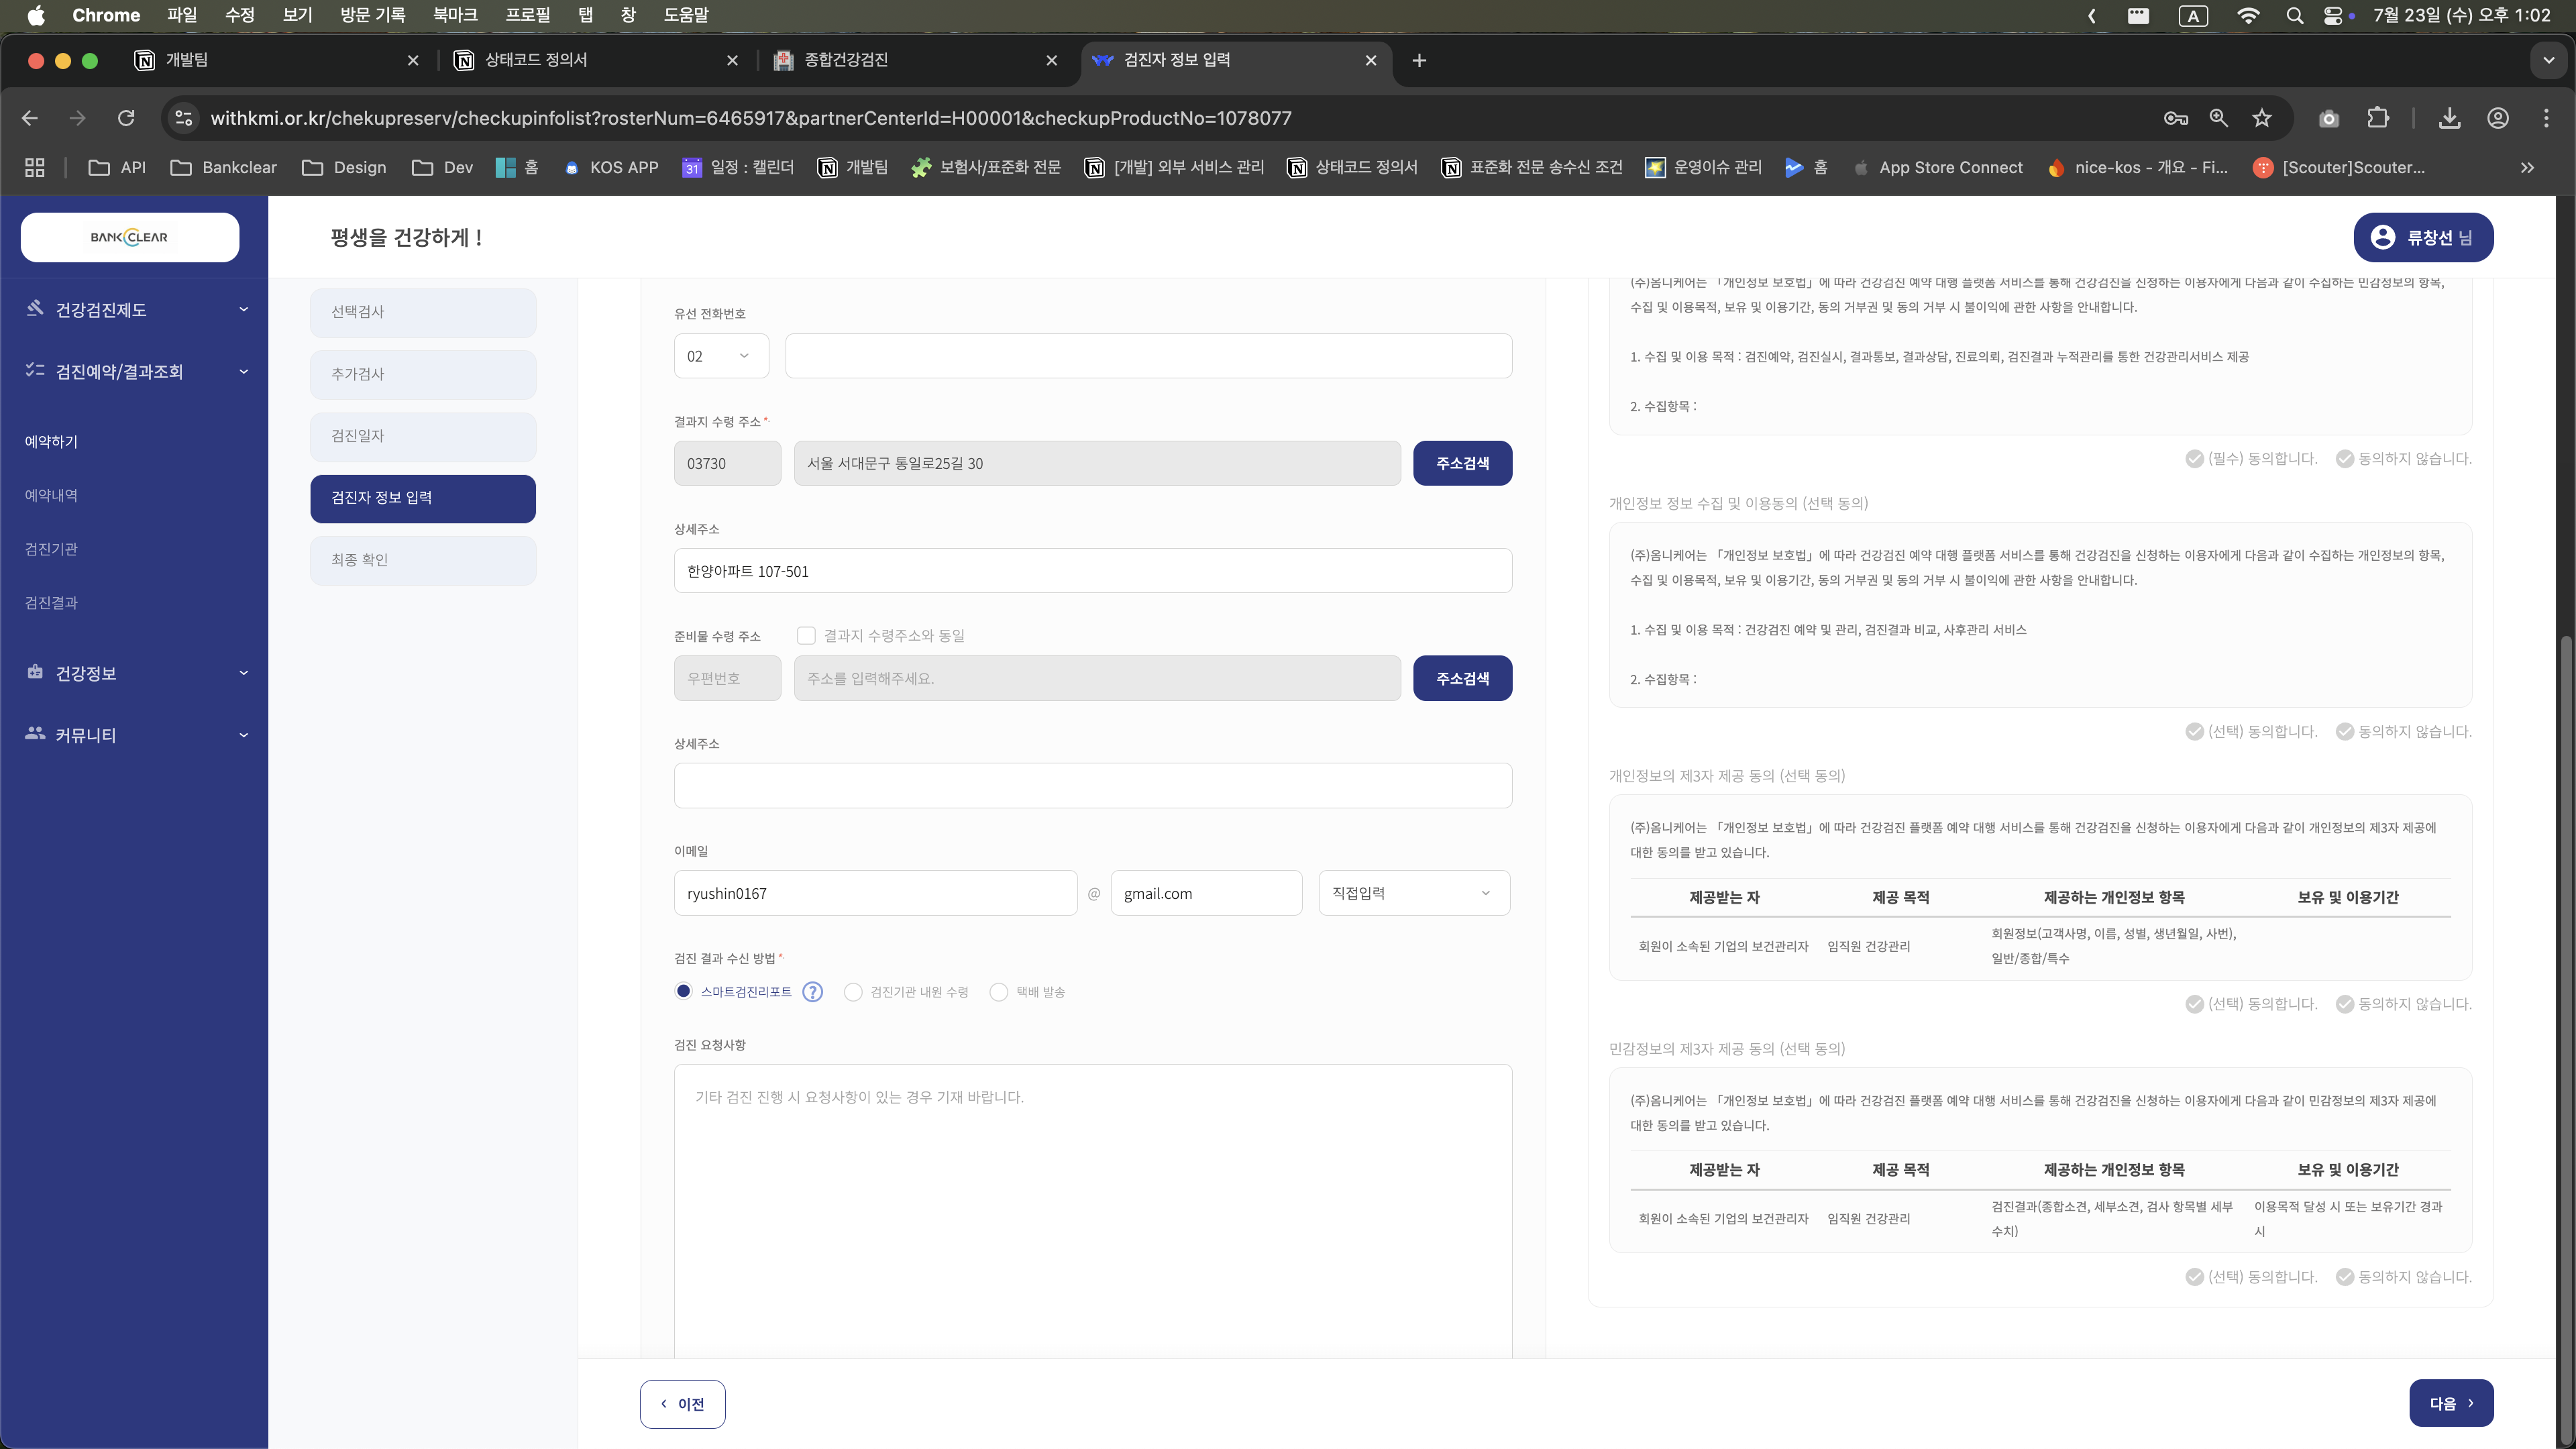 Chrome 파일 수정 보기 방문 기록 북마크 프로필 탭 창 도움말 A 7월 23일 (수) 오후 1:02
개발팀 상태코드 정의서 종합건강검진 검진자 정보 입력
withkmi.or.kr/chekupreserv/checkupinfolist?rosterNum=6465917&partnerCenterId=H00001&checkupProductNo=1078077
API Bankclear Design Dev 홈 KOS APP 31 일정 : 캘린더 개발팀 보험사/표준화 전문 [개발] 외부 서비스 관리 상태코드 정의서 표준화 전문 송수신 조건 운영이슈 관리 홈 App Store Connect nice-kos - 개요 - Fi... [Scouter]Scouter...
BANKCLEAR
평생을 건강하게 !
류창선 님
건강검진제도
검진예약/결과조회
예약하기
예약내역
검진기관
검진결과
건강정보
커뮤니티
선택검사
추가검사
검진일자
검진자 정보 입력
최종 확인
유선 전화번호
02
결과지 수령 주소 *
03730 서울 서대문구 통일로25길 30 주소검색
상세주소
한양아파트 107-501
준비물 수령 주소 결과지 수령주소와 동일
우편번호 주소를 입력해주세요. 주소검색
상세주소
이메일
ryushin0167 @ gmail.com 직접입력
검진 결과 수신 방법 *
스마트검진리포트 ? 검진기관 내원 수령 택배 발송
검진 요청사항
기타 검진 진행 시 요청사항이 있는 경우 기재 바랍니다.
(주)옴니케어는 「개인정보 보호법」에 따라 건강검진 예약 대행 플랫폼 서비스를 통해 건강검진을 신청하는 이용자에게 다음과 같이 수집하는 민감정보의 항목,
수집 및 이용목적, 보유 및 이용기간, 동의 거부권 및 동의 거부 시 불이익에 관한 사항을 안내합니다.
1. 수집 및 이용 목적 : 검진예약, 검진실시, 결과통보, 결과상담, 진료의뢰, 검진결과 누적관리를 통한 건강관리서비스 제공
2. 수집항목 :
(필수) 동의합니다. 동의하지 않습니다.
개인정보 정보 수집 및 이용동의 (선택 동의)
(주)옴니케어는 「개인정보 보호법」에 따라 건강검진 예약 대행 플랫폼 서비스를 통해 건강검진을 신청하는 이용자에게 다음과 같이 수집하는 개인정보의 항목,
수집 및 이용목적, 보유 및 이용기간, 동의 거부권 및 동의 거부 시 불이익에 관한 사항을 안내합니다.
1. 수집 및 이용 목적 : 건강검진 예약 및 관리, 검진결과 비교, 사후관리 서비스
2. 수집항목 :
(선택) 동의합니다. 동의하지 않습니다.
개인정보의 제3자 제공 동의 (선택 동의)
(주)옴니케어는 「개인정보 보호법」에 따라 건강검진 플랫폼 예약 대행 서비스를 통해 건강검진을 신청하는 이용자에게 다음과 같이 개인정보의 제3자 제공에
대한 동의를 받고 있습니다.
제공받는 자 제공 목적 제공하는 개인정보 항목 보유 및 이용기간
회원이 소속된 기업의 보건관리자 임직원 건강관리 회원정보(고객사명, 이름, 성별, 생년월일, 사번),
일반/종합/특수
(선택) 동의합니다. 동의하지 않습니다.
민감정보의 제3자 제공 동의 (선택 동의)
(주)옴니케어는 「개인정보 보호법」에 따라 건강검진 플랫폼 예약 대행 서비스를 통해 건강검진을 신청하는 이용자에게 다음과 같이 민감정보의 제3자 제공에
대한 동의를 받고 있습니다.
제공받는 자 제공 목적 제공하는 개인정보 항목 보유 및 이용기간
회원이 소속된 기업의 보건관리자 임직원 건강관리 검진결과(종합소견, 세부소견, 검사 항목별 세부 이용목적 달성 시 또는 보유기간 경과
수치) 시
(선택) 동의합니다. 동의하지 않습니다.
이전
다음